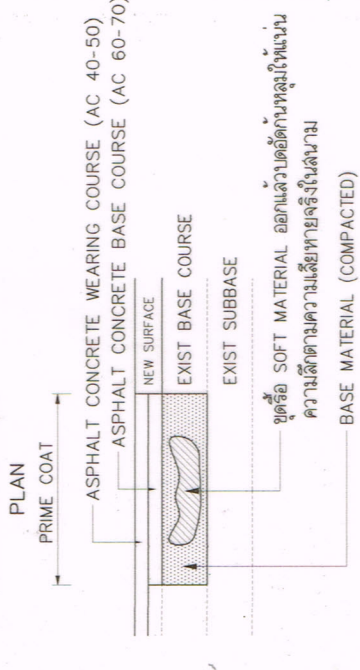 PLAN
PRIME COAT
ASPHALT CONCRETE WEARING COURSE (AC 40-50)
ASPHALT CONCRETE BASE COURSE (AC 60-70)
NEW SURFACE
EXIST BASE COURSE
EXIST SUBBASE
ขุดรื้อ SOFT MATERIAL ออกแล้วบดอัดก้นหลุมให้แน่น
ความลึกตามความเสียหายจริงในสนาม
BASE MATERIAL (COMPACTED)